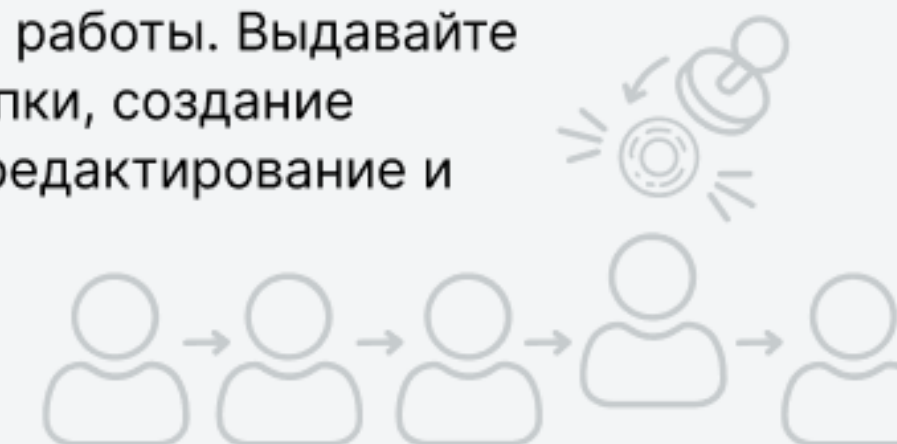 работы. Выдавайте
пки, создание
редактирование и